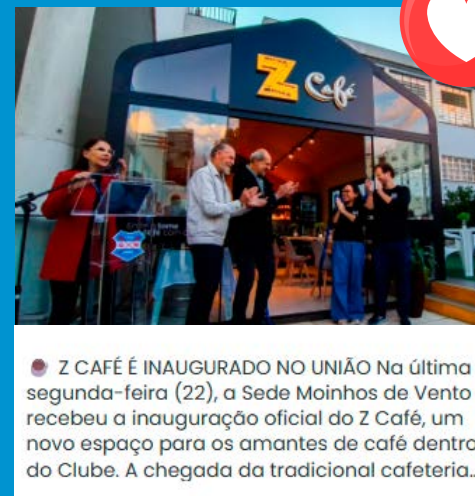 Z Café
Z CAFÉ É INAUGURADO NO UNIÃO Na última
segunda-feira (22), a Sede Moinhos de Vento
recebeu a inauguração oficial do Z Café, um
novo espaço para os amantes de café dentro
do Clube. A chegada da tradicional cafeteria...